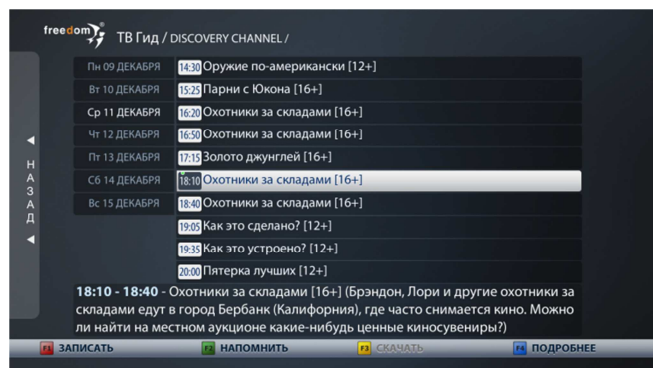 freedom
ТВ Гид / DISCOVERY CHANNEL /
Пн 09 ДЕКАБРЯ
Вт 10 ДЕКАБРЯ
Ср 11 ДЕКАБРЯ
Чт 12 ДЕКАБРЯ
Пт 13 ДЕКАБРЯ
Сб 14 ДЕКАБРЯ
Вс 15 ДЕКАБРЯ
НАЗАД
14:30 Оружие по-американски [12+]
15:25 Парни с Юкона [16+]
16:20 Охотники за складами [16+]
16:50 Охотники за складами [16+]
17:15 Золото джунглей [16+]
18:10 Охотники за складами [16+]
18:40 Охотники за складами [16+]
19:05 Как это сделано? [12+]
19:35 Как это устроено? [12+]
20:00 Пятерка лучших [12+]
18:10 - 18:40 - Охотники за складами [16+] (Брэндон, Лори и другие охотники за
складами едут в город Бербанк (Калифорния), где часто снимается кино. Можно
ли найти на местном аукционе какие-нибудь ценные киносувениры?)
F1 ЗАПИСАТЬ F2 НАПОМНИТЬ F3 СКАЧАТЬ F4 ПОДРОБНЕЕ